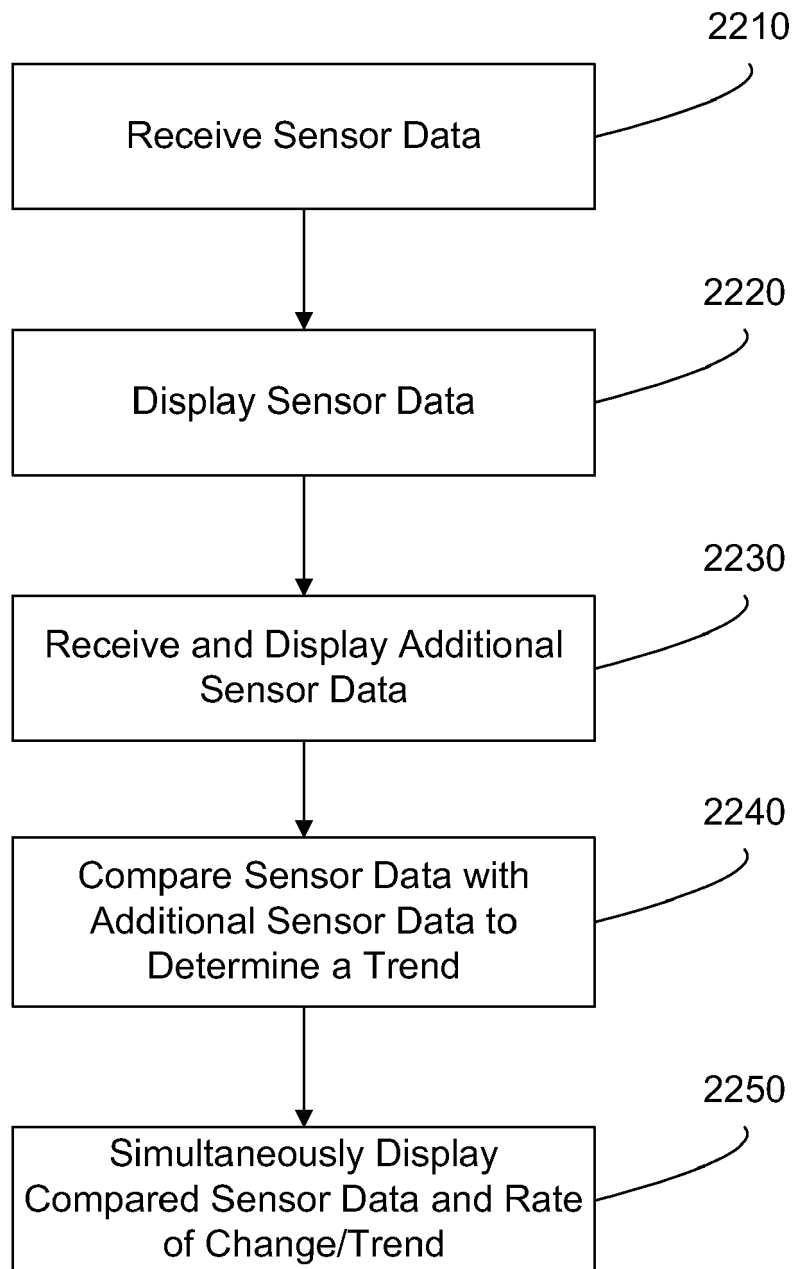 2210
Receive Sensor Data
2220
Display Sensor Data
2230
Receive and Display Additional
Sensor Data
2240
Compare Sensor Data with
Additional Sensor Data to
Determine a Trend
2250
Simultaneously Display
Compared Sensor Data and Rate
of Change/Trend